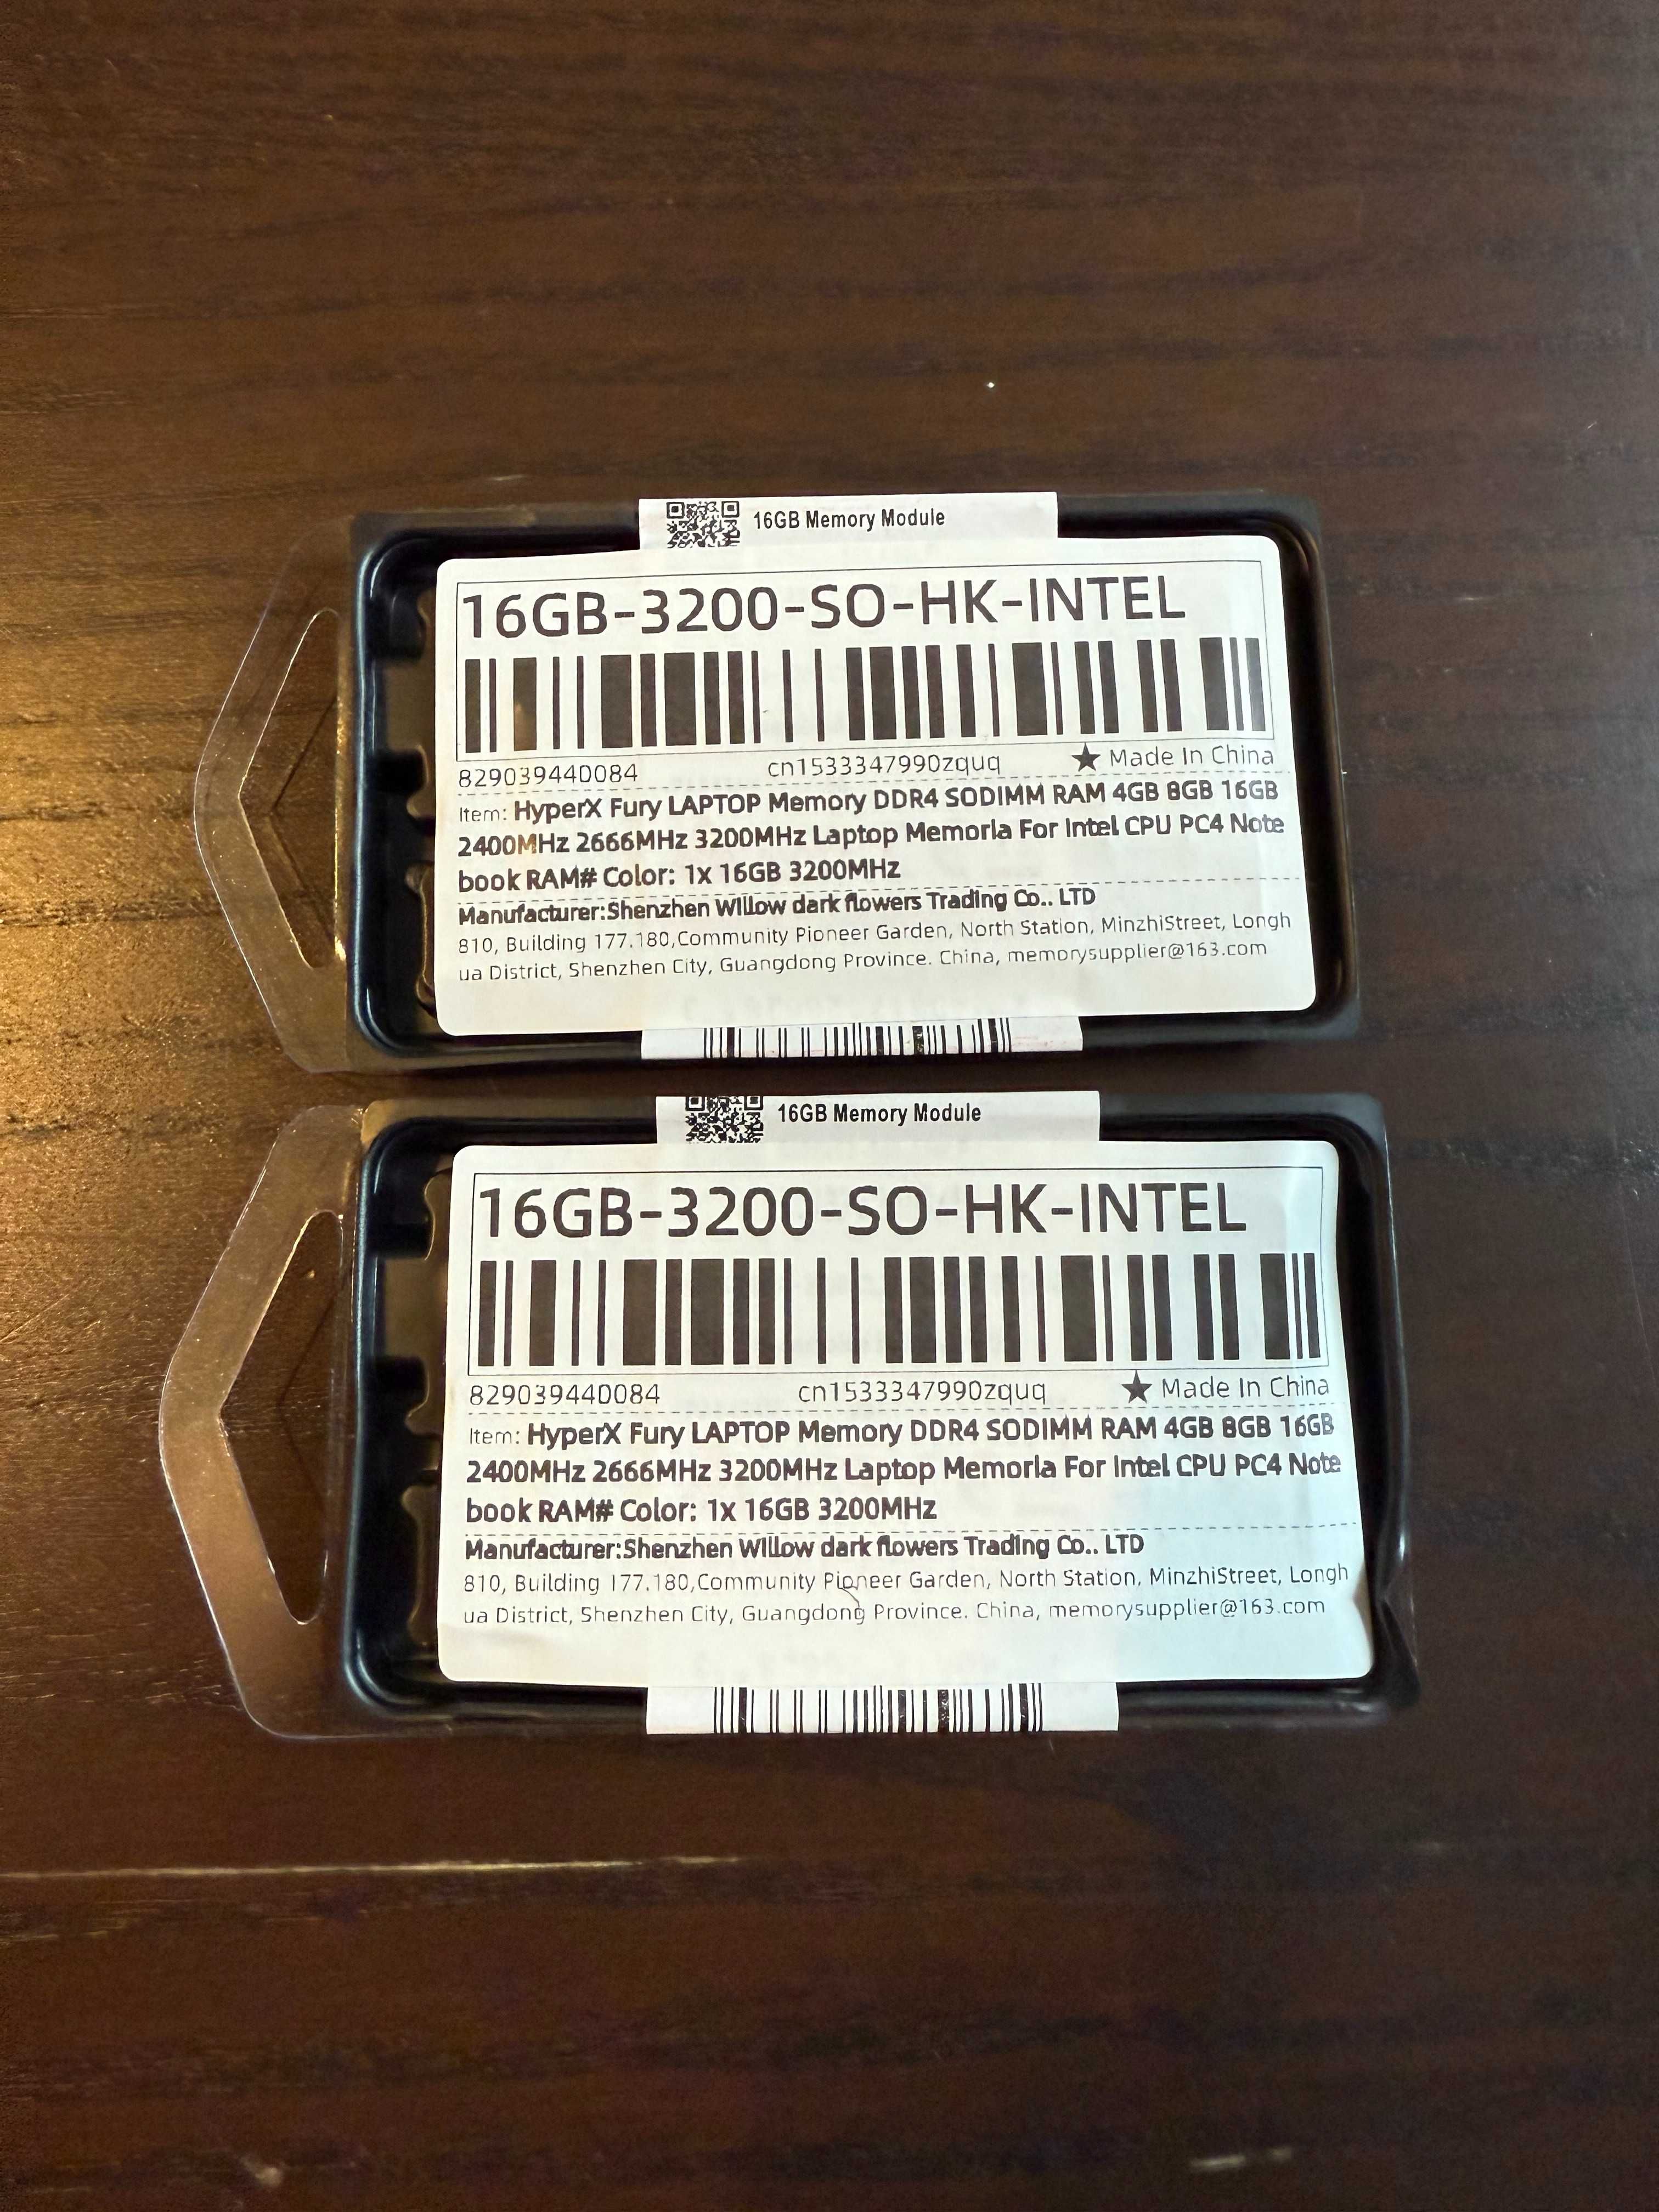 16GB Memory Module
16GB-3200-SO-HK-INTEL
829039440084 cn1533347990zquq ★ Made In China
Item: HyperX Fury LAPTOP Memory DDR4 SODIMM RAM 4GB 8GB 16GB
2400MHz 2666MHz 3200MHz Laptop Memorla For Intel CPU PC4 Note
book RAM# Color: 1x 16GB 3200MHz
Manufacturer:Shenzhen Willow dark flowers Trading Co.. LTD
810, Building 177.180,Community Pioneer Garden, North Station, MinzhiStreet, Longh
ua District, Shenzhen City, Guangdong Province. China, memorysupplier@163.com
16GB Memory Module
16GB-3200-SO-HK-INTEL
829039440084 cn1533347990zquq ★ Made In China
Item: HyperX Fury LAPTOP Memory DDR4 SODIMM RAM 4GB 8GB 16GB
2400MHz 2666MHz 3200MHz Laptop Memorla For Intel CPU PC4 Note
book RAM# Color: 1x 16GB 3200MHz
Manufacturer:Shenzhen Willow dark flowers Trading Co.. LTD
810, Building 177.180,Community Pioneer Garden, North Station, MinzhiStreet, Longh
ua District, Shenzhen City, Guangdong Province. China, memorysupplier@163.com